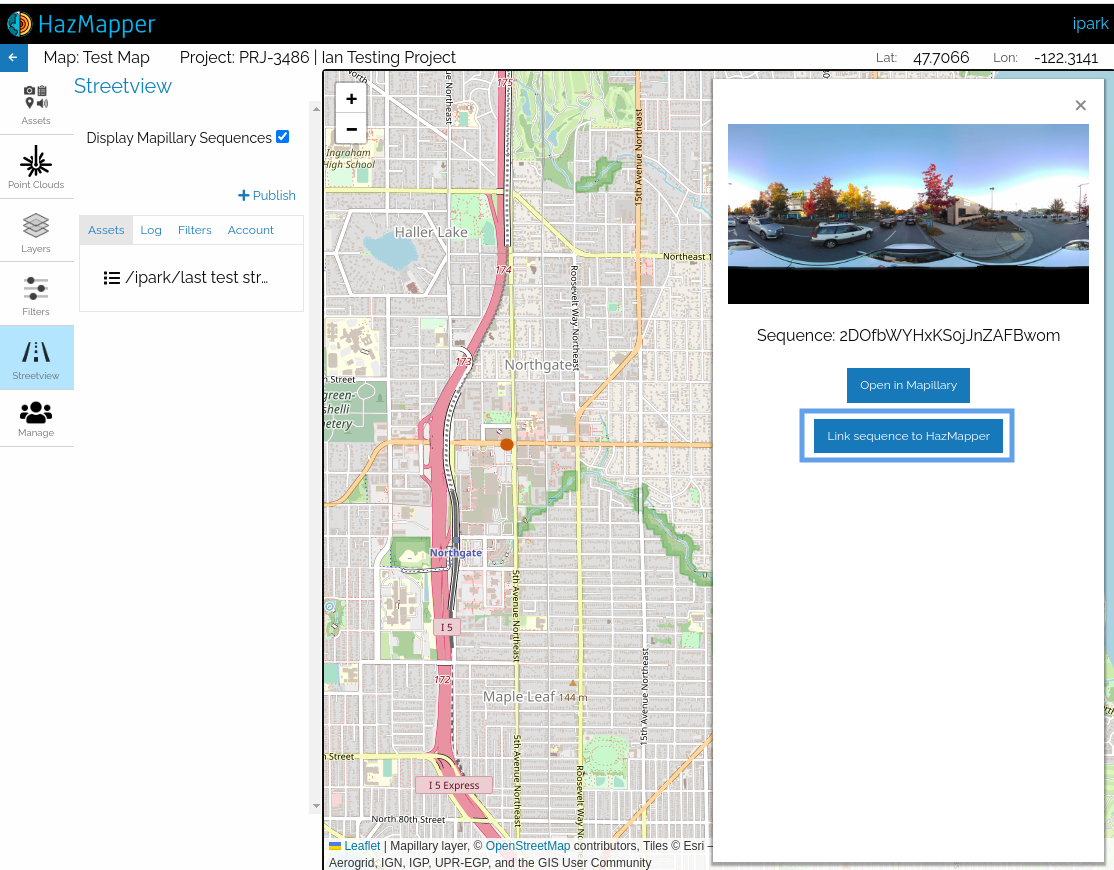 HazMapper
ipark
Map: Test Map Project: PRJ-3486 | Ian Testing Project Lat: 47.7066 Lon: -122.3141
Streetview
Assets
Point Clouds
Layers
Filters
Streetview
Manage
Display Mapillary Sequences
+ Publish
Assets Log Filters Account
/ipark/last test str...
+
−
175
15th Avenue Northeast
Ingraham
High School
Haller Lake
Northeast 1
174
Roosevelt Way Northeast
173
Northgate
n Street
green-
shelli
netery
Northgate
5th Avenue Northeast
I 5
15th Avenue Northeast
172
Maple Leaf 144 m
5th Avenue Northeast
h Street
I 5 Express
Roosevelt Way N
North 80th Street
Leaflet | Mapillary layer, © OpenStreetMap contributors, Tiles © Esri –
Aerogrid, IGN, IGP, UPR-EGP, and the GIS User Community
×
Sequence: 2DOfbWYHxKS0jJnZAFBwom
Open in Mapillary
Link sequence to HazMapper